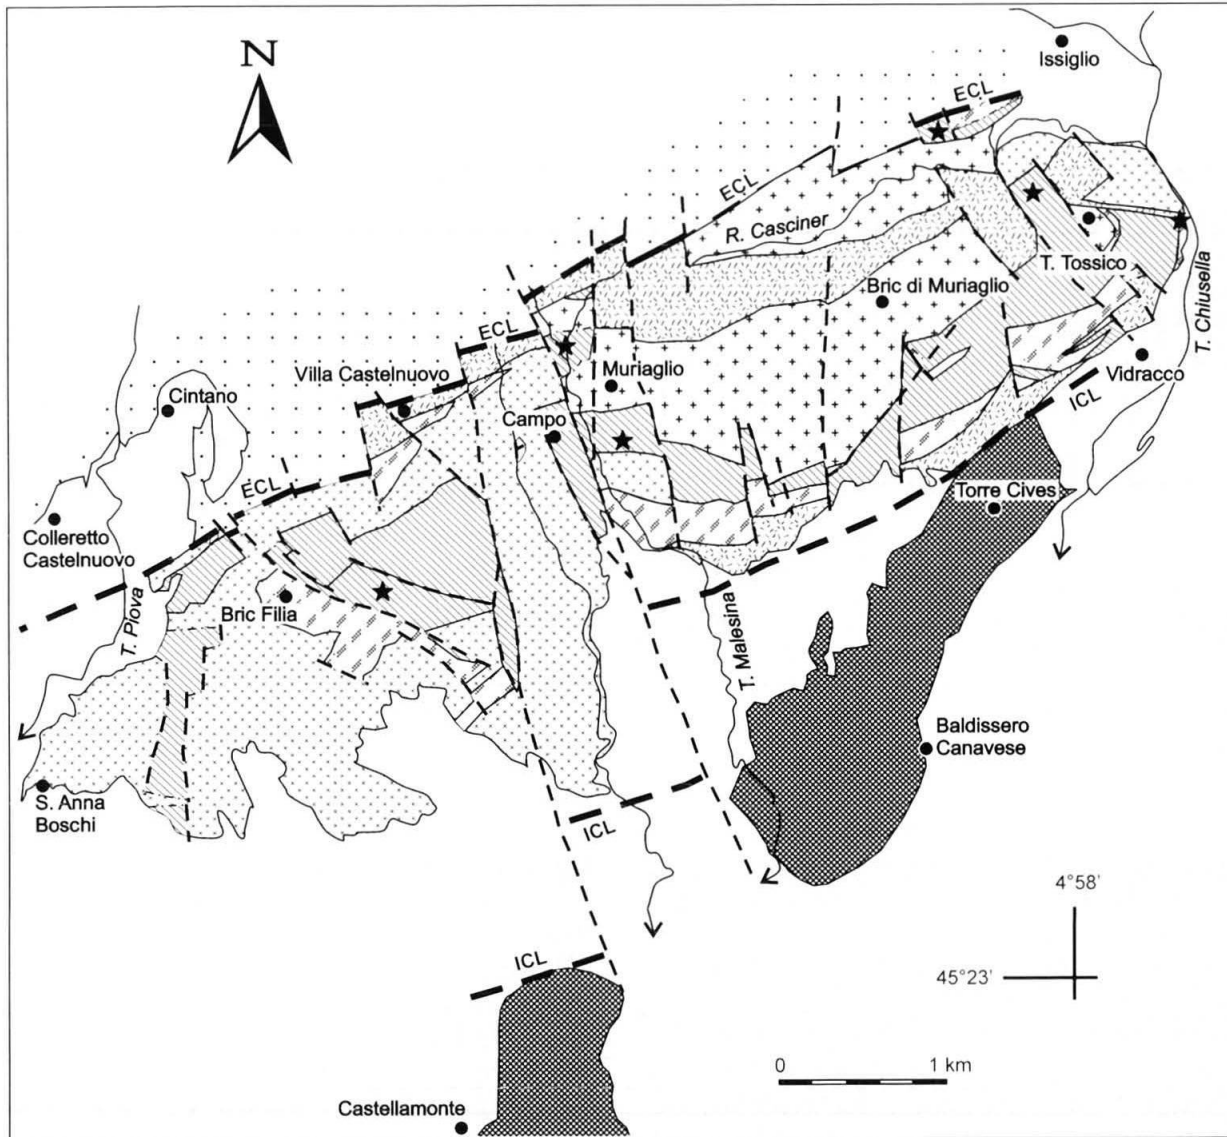 N
Issiglio
ECL
ECL
R. Casciner
T. Tossico
T. Chiusella
Bric di Muriaglio
ECL
Villa Castelnuovo
Muriaglio
Vidracco
ICL
Cintano
Campo
ECL
Torre Cives
Colleretto
Castelnuovo
T. Piova
Bric Filia
T. Malesina
Baldissero
Canavese
S. Anna
Boschi
ICL
4°58'
ICL
45°23'
0 1 km
Castellamonte